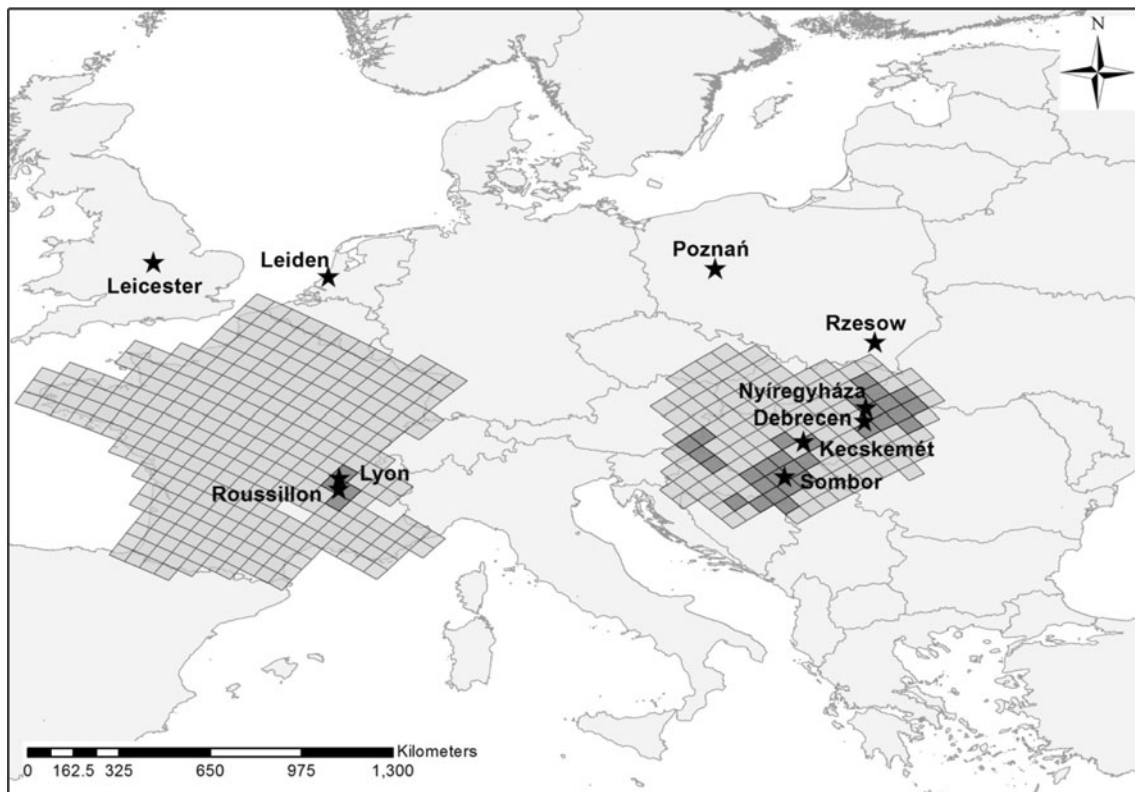 N
Leiden
Leicester
Poznań
Rzesow
Nyíregyháza
Debrecen
Kecskemét
Sombor
Lyon
Roussillon
Kilometers
0 162.5 325 650 975 1,300